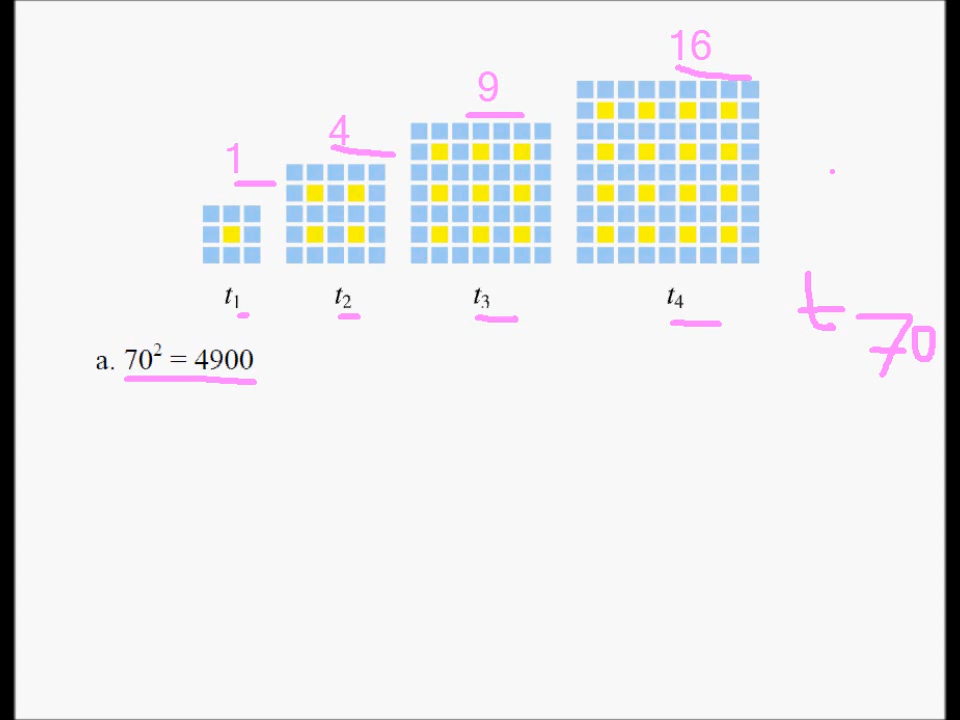 1 4 9 16
t₁ t₂ t₃ t₄ t 70
a. 70² = 4900